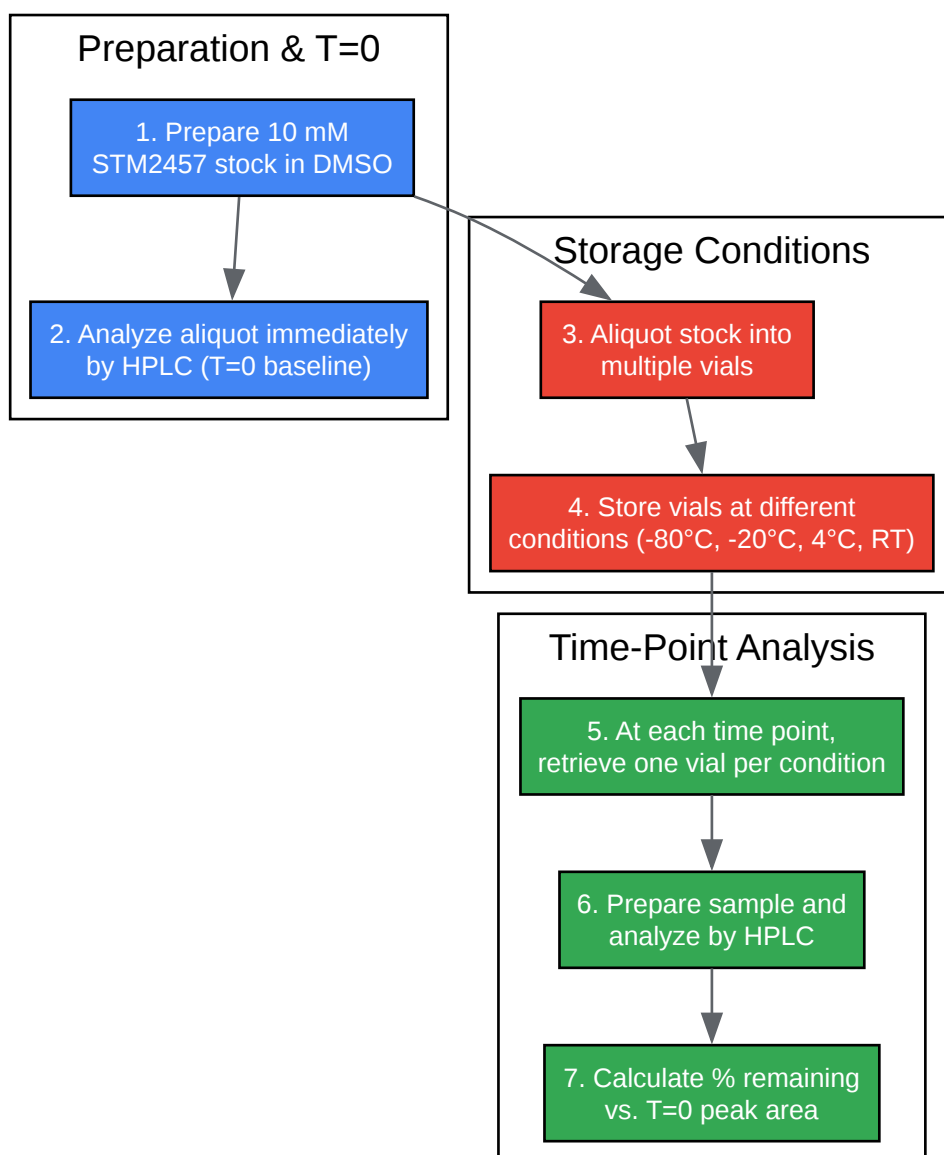 Preparation & T=0
1. Prepare 10 mM
STM2457 stock in DMSO
2. Analyze aliquot immediately
by HPLC (T=0 baseline)
Storage Conditions
3. Aliquot stock into
multiple vials
4. Store vials at different
conditions (-80°C, -20°C, 4°C, RT)
Time-Point Analysis
5. At each time point,
retrieve one vial per condition
6. Prepare sample and
analyze by HPLC
7. Calculate % remaining
vs. T=0 peak area